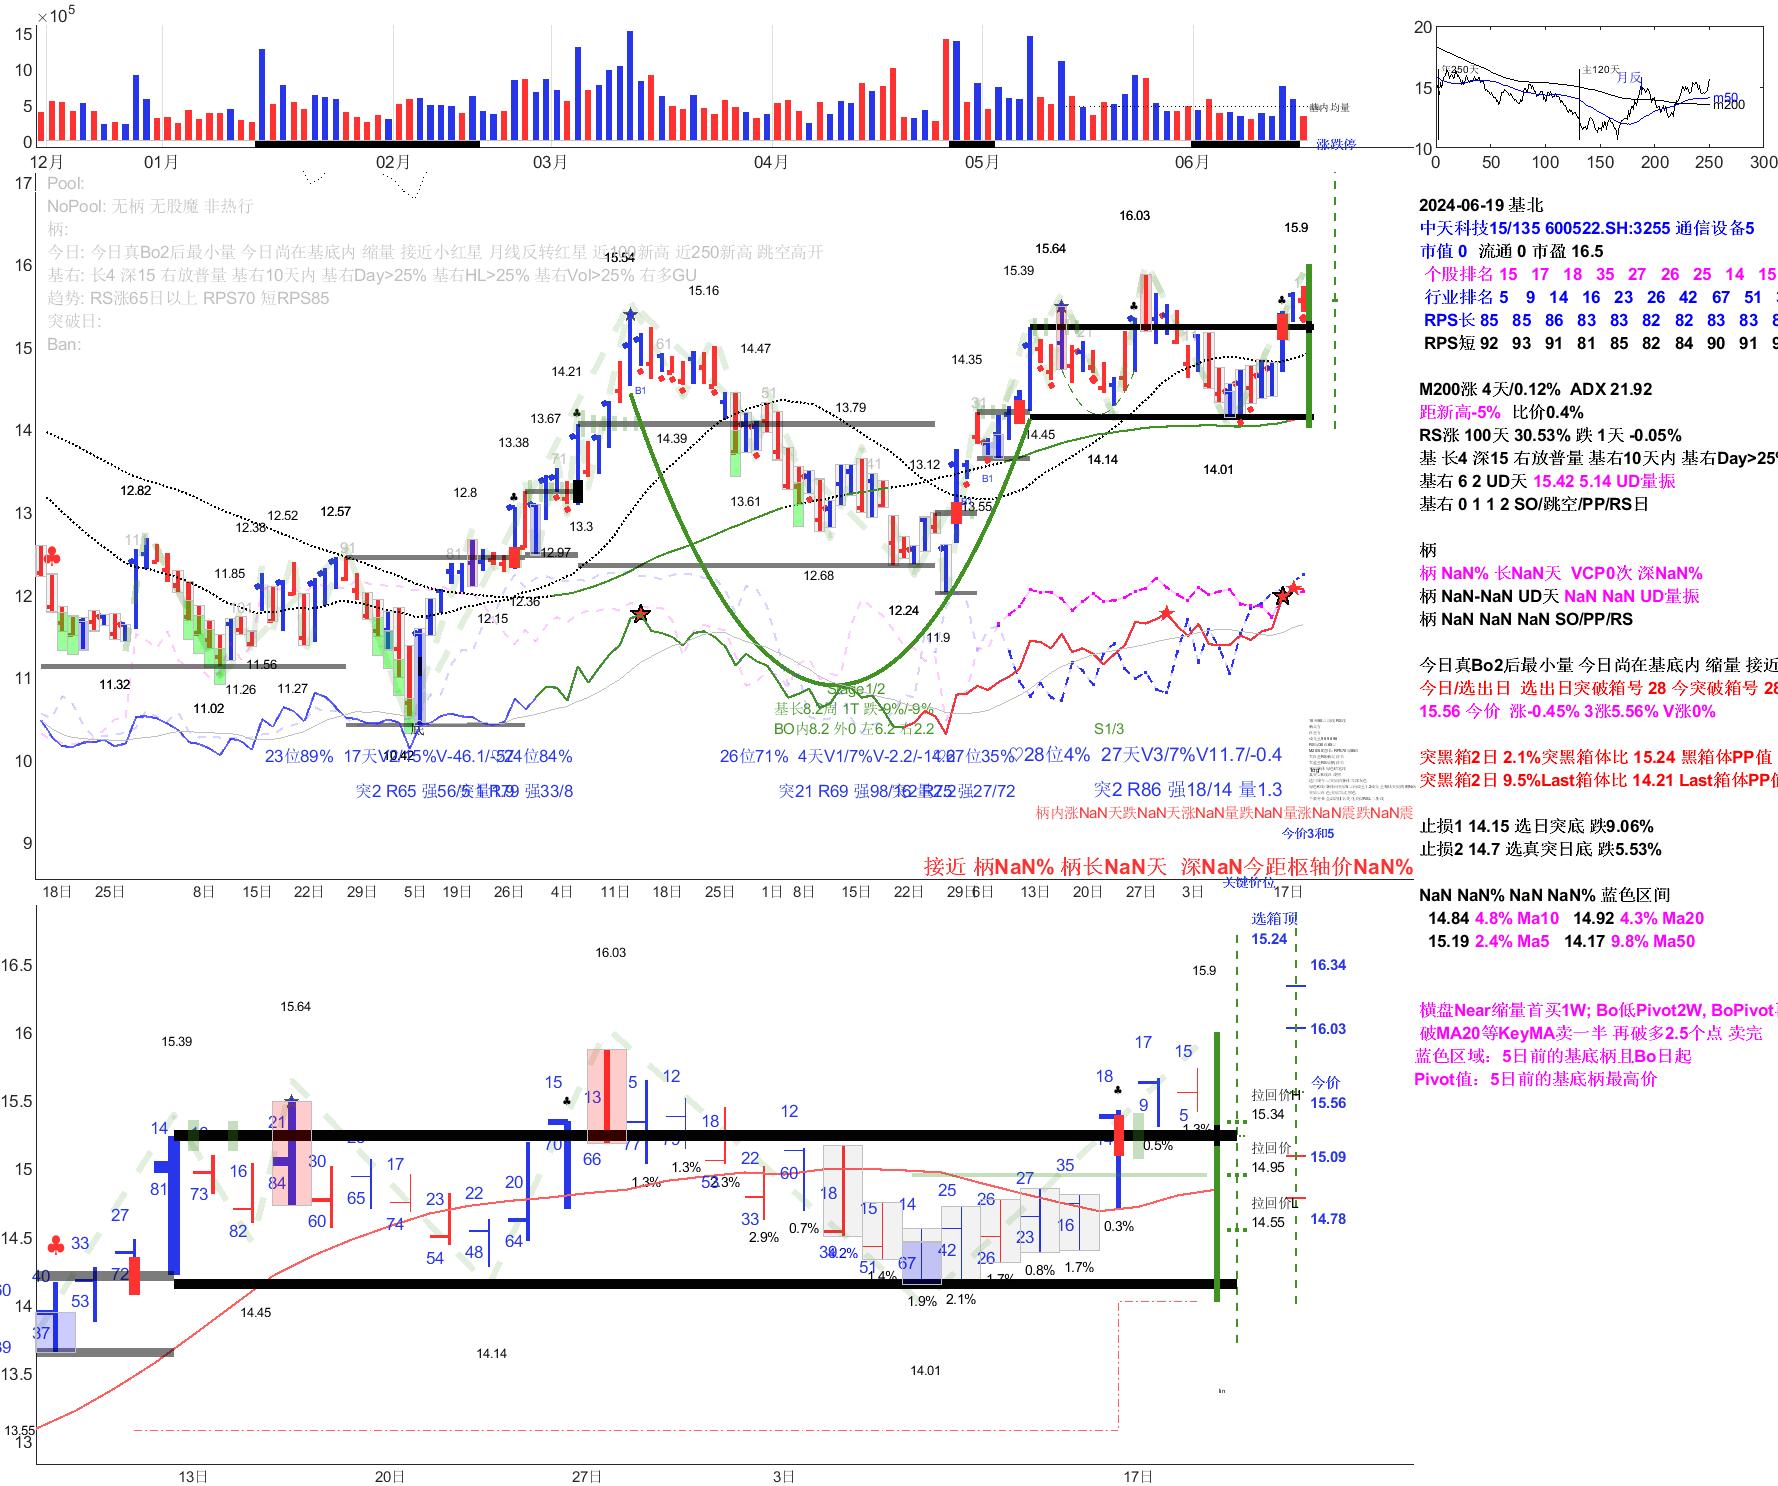 ×10⁵
15
10
5
0
12月 01月 02月 03月 04月 05月 06月
涨跌停
20
15
10
0 50 100 150 200 250 300
年250天
主120天
月反
m50
m200
17
16
15
14
13
12
11
10
9
Pool:
NoPool: 无柄 无股魔 非热行
柄:
今日: 今日真Bo2后最小量 今日尚在基底内 缩量 接近小红星 月线反转红星 近100新高 近250新高 跳空高开
基右: 长4 深15 右放普量 基右10天内 基右Day>25% 基右HL>25% 基右Vol>25% 右多GU
趋势: RS涨65日以上 RPS70 短RPS85
突破日:
Ban:
16.03
15.9
15.64
15.54
15.39
15.16
14.47
14.35
14.21
13.79
13.67
14.39
14.45
13.38
14.14
14.01
13.12
12.8
12.82
13.61
13.55
12.52
12.57
12.38
13.3
12.97
12.68
11.85
12.36
12.24
12.15
11.9
11.56
11.32
11.26
11.27
11.02
10.42
B1
B1
Stage1/2
基长8.2周 1T 跌-9%/-9%
BO内8.2 外0 左6.2 右2.2
S1/3
23位89%
24位84%
26位71% 4天V1/7%V-2.2/-14.6
27位35%
28位4% 27天V3/7%V11.7/-0.4
突2 R65 强56/5
突21 R69 强98/16
突2 R86 强18/14 量1.3
柄内涨NaN天跌NaN天涨NaN量跌NaN量涨NaN震跌NaN震
今价3和5
接近 柄NaN% 柄长NaN天 深NaN今距枢轴价NaN%
关键价位
18日 25日 8日 15日 22日 29日 5日 19日 26日 4日 11日 18日 25日 1日 8日 15日 22日 29日 6日 13日 20日 27日 3日 17日
2024-06-19 基北
中天科技15/135 600522.SH:3255 通信设备5
市值 0 流通 0 市盈 16.5
个股排名 15 17 18 35 27 26 25 14 15
行业排名 5 9 14 16 23 26 42 67 51
RPS长 85 85 86 83 83 82 82 83 83
RPS短 92 93 91 81 85 82 84 90 91
M200涨 4天/0.12% ADX 21.92
距新高-5% 比价0.4%
RS涨 100天 30.53% 跌 1天 -0.05%
基 长4 深15 右放普量 基右10天内 基右Day>25%
基右 6 2 UD天 15.42 5.14 UD量振
基右 0 1 1 2 SO/跳空/PP/RS日
柄
柄 NaN% 长NaN天 VCP0次 深NaN%
柄 NaN-NaN UD天 NaN NaN UD量振
柄 NaN NaN NaN SO/PP/RS
今日真Bo2后最小量 今日尚在基底内 缩量 接近
今日/选出日 选出日突破箱号 28 今突破箱号 28
15.56 今价 涨-0.45% 3涨5.56% V涨0%
突黑箱2日 2.1%突黑箱体比 15.24 黑箱体PP值
突黑箱2日 9.5%Last箱体比 14.21 Last箱体PP值
止损1 14.15 选日突底 跌9.06%
止损2 14.7 选真突日底 跌5.53%
NaN NaN% NaN NaN% 蓝色区间
14.84 4.8% Ma10 14.92 4.3% Ma20
15.19 2.4% Ma5 14.17 9.8% Ma50
横盘Near缩量首买1W; Bo低Pivot2W, BoPivot
破MA20等KeyMA卖一半 再破多2.5个点 卖完
蓝色区域：5日前的基底柄且Bo日起
Pivot值：5日前的基底柄最高价
16.5
16
15.5
15
14.5
14
13.5
13.55
13
选箱顶
15.24
16.34
16.03
今价
15.56
15.09
14.78
拉回价
15.34
拉回价
14.95
拉回价
14.55
16.03
15.9
15.64
15.39
14.45
14.14
14.01
40 33 27 14 16 21 30 17 23 22 20 15 13 5 12 18 22 12 18 15 14 25 26 27 35 18 17 15
37 53 72 81 73 82 84 60 65 74 54 48 64 70 66 77 33 60 51 67 42 26 23 16 9 5
1.3% 1.3% 2.9% 0.7% 1.4% 1.9% 2.1% 1.7% 0.8% 1.7% 0.3% 0.5% 1.3%
13日 20日 27日 3日 17日